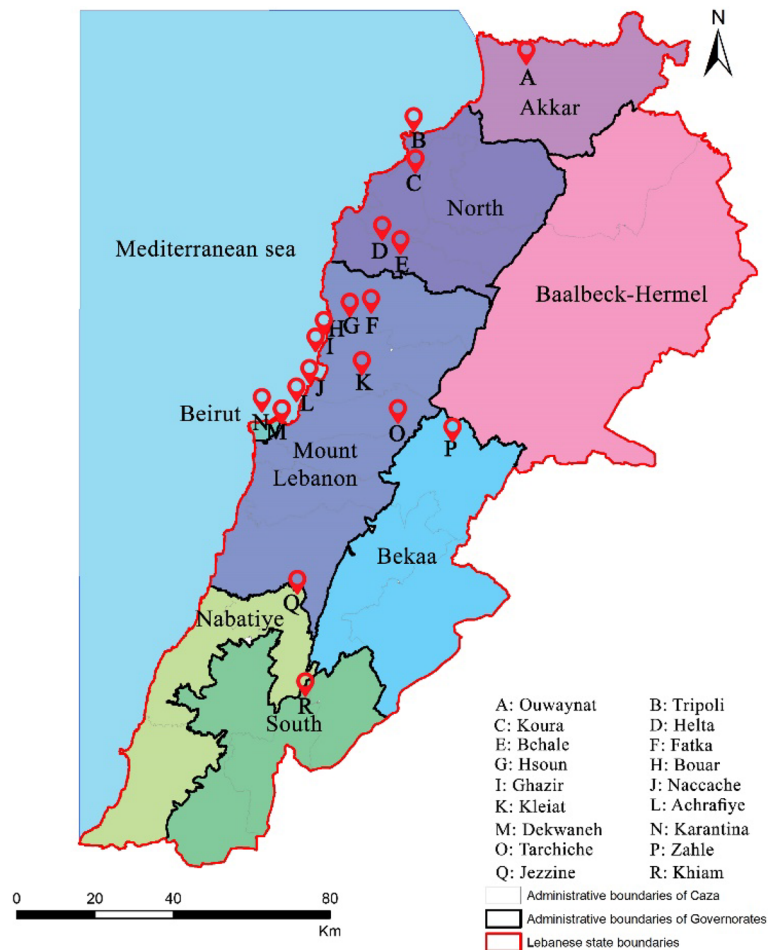 N
A
Akkar
B
C
North
D
E
Mediterranean sea
Baalbeck-Hermel
G F
H
I
K
J
L
Beirut
N
M
O
Mount
Lebanon
P
Bekaa
Q
Nabatiye
R
South
A: Ouwaynat B: Tripoli
C: Koura D: Helta
E: Bchale F: Fatka
G: Hsoun H: Bouar
I: Ghazir J: Naccache
K: Kleiat L: Achrafiye
M: Dekwaneh N: Karantina
O: Tarchiche P: Zahle
Q: Jezzine R: Khiam
Administrative boundaries of Caza
Administrative boundaries of Governorates
Lebanese state boundaries
0 20 40 80
Km